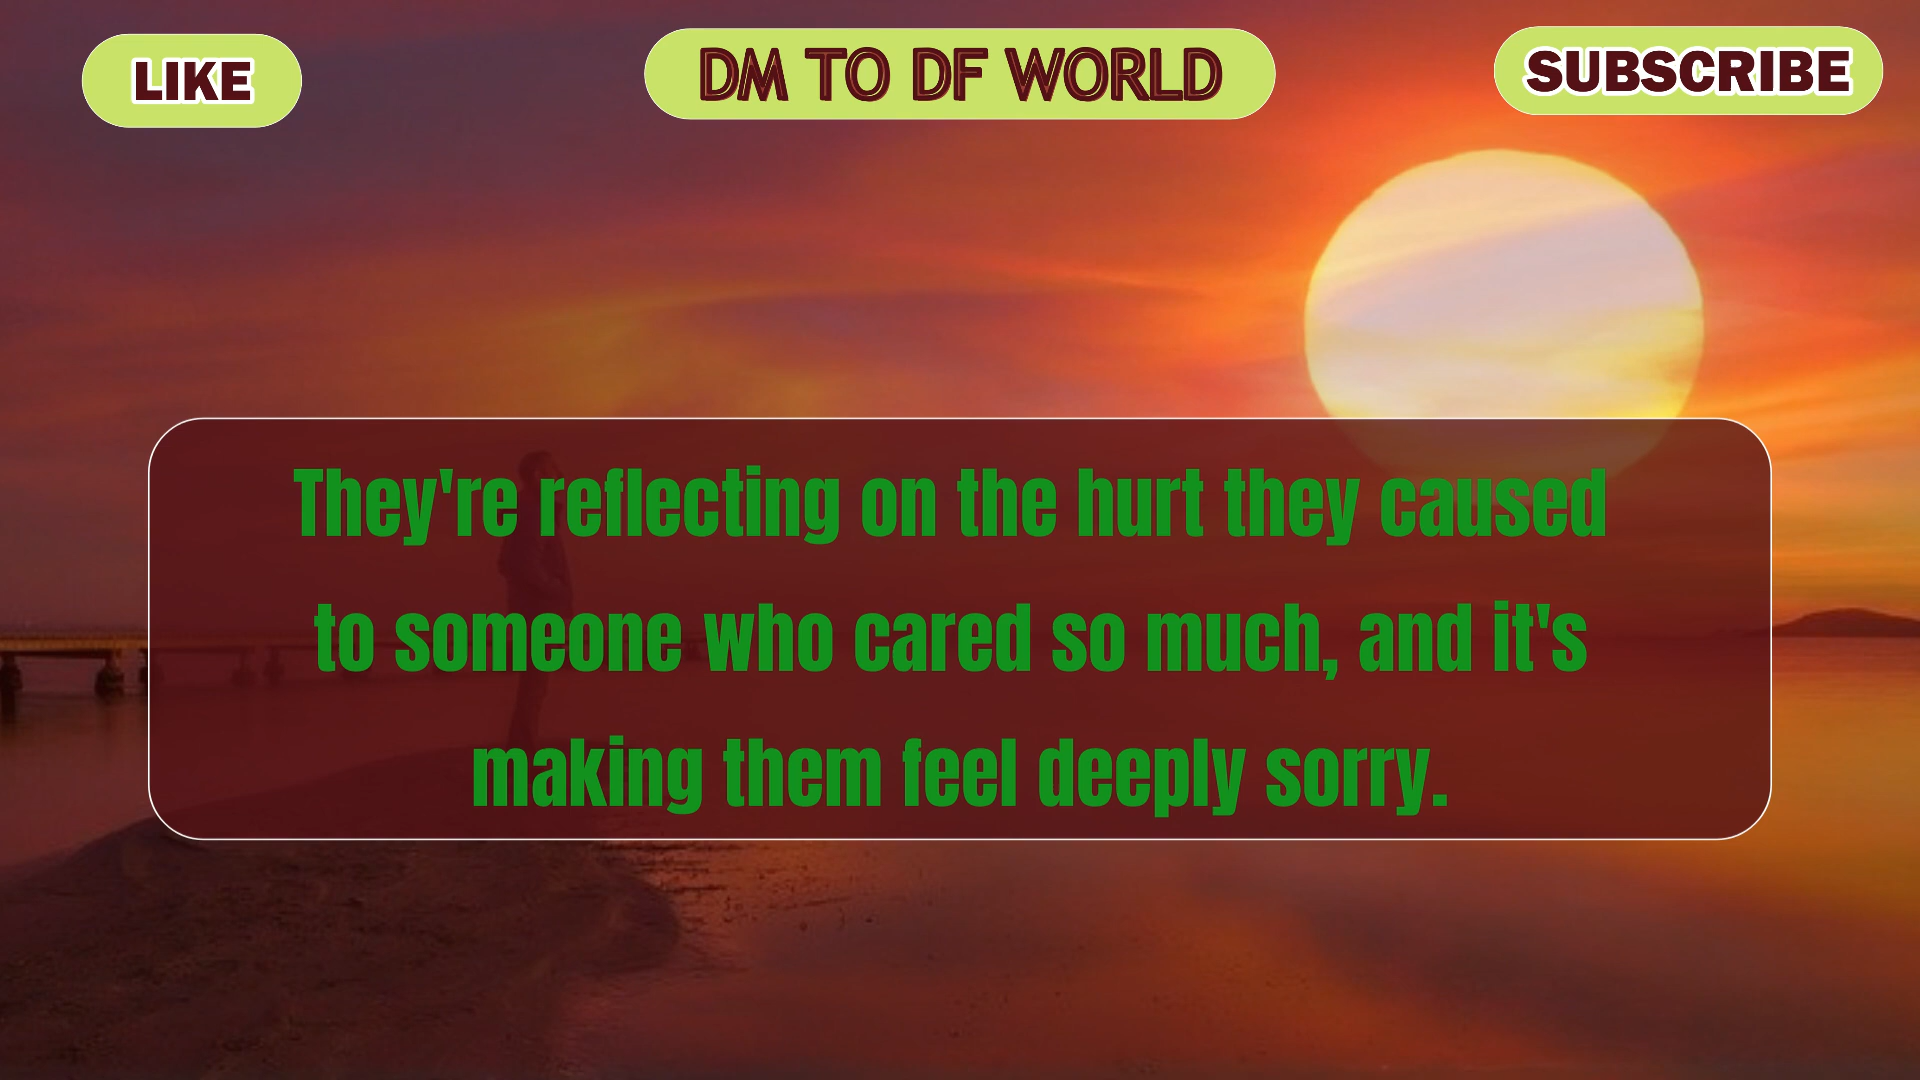 LIKE
DM TO DF WORLD
SUBSCRIBE
They're reflecting on the hurt they caused
to someone who cared so much, and it's
making them feel deeply sorry.